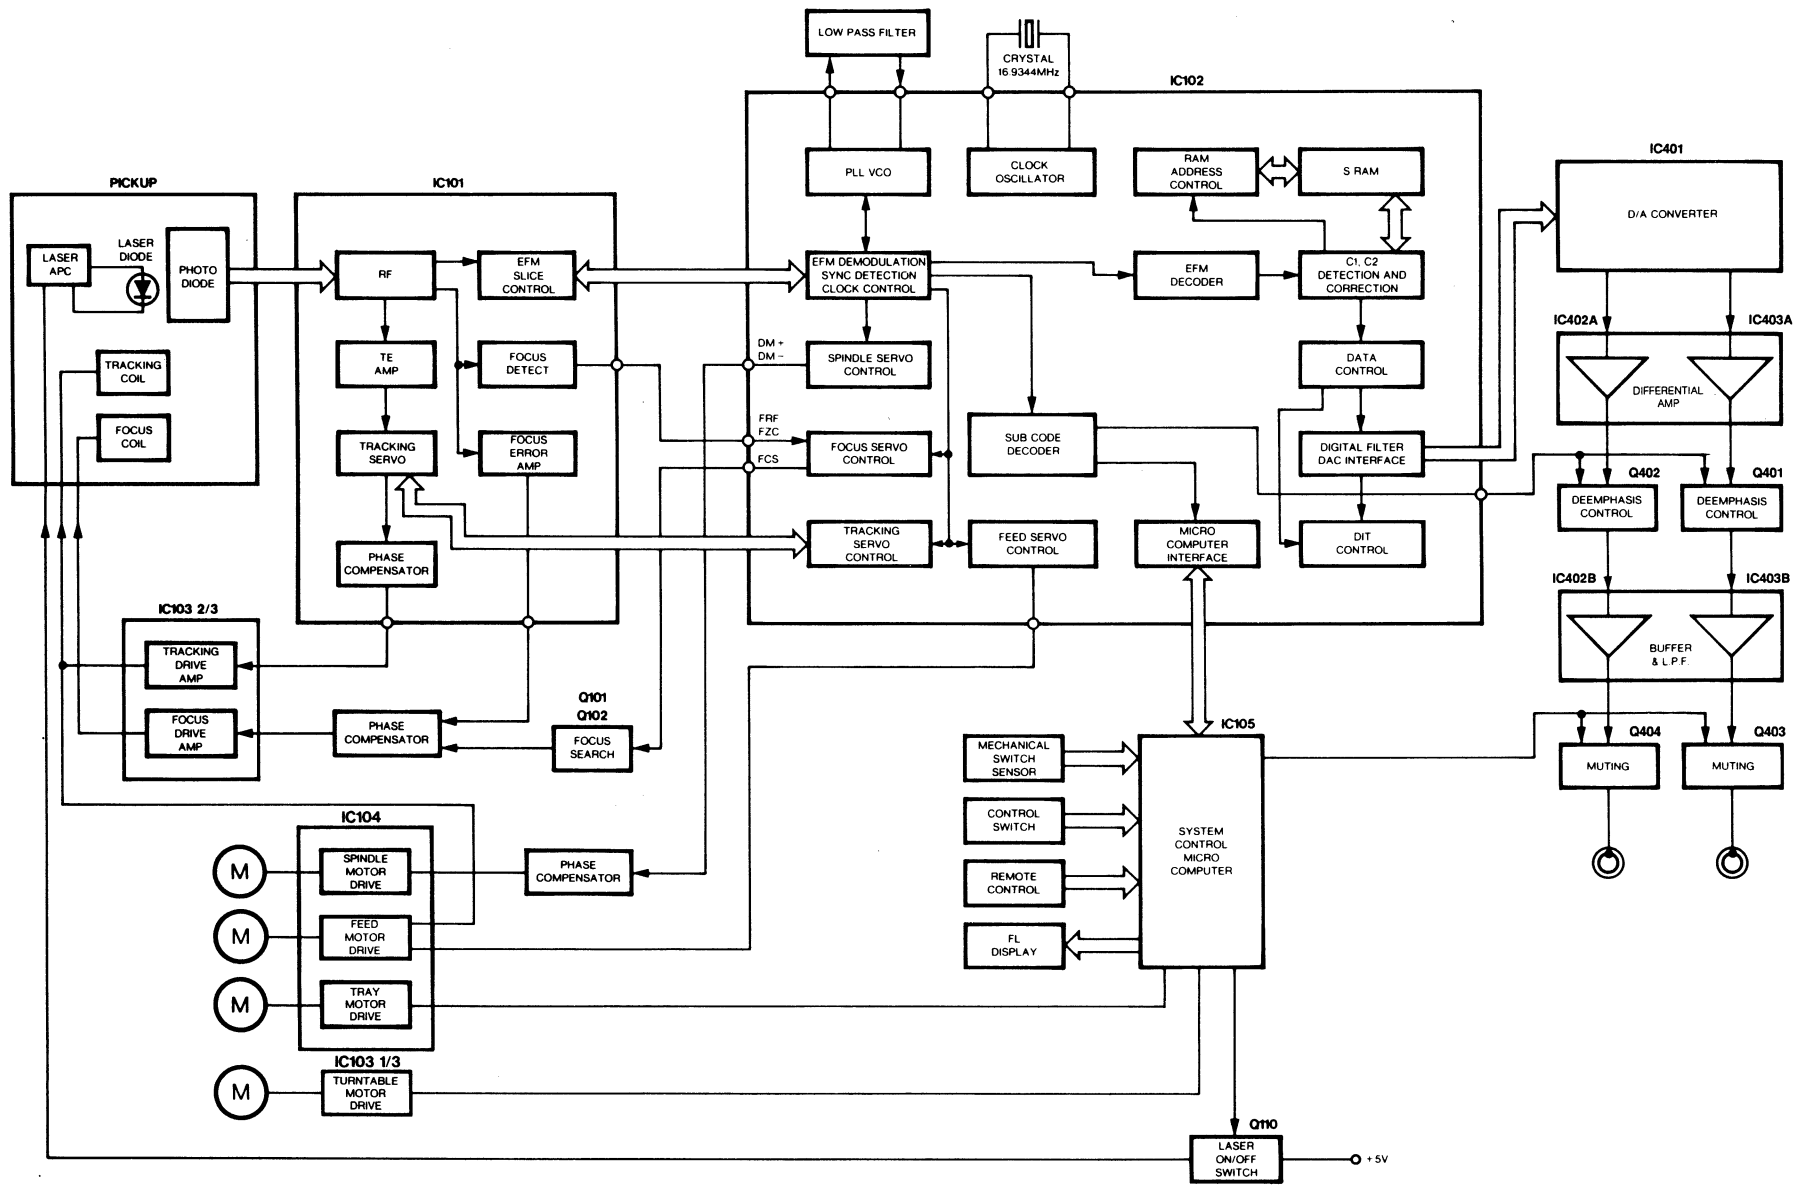 LOW PASS FILTER
CRYSTAL
16.9344MHz
IC102
PLL VCO
CLOCK
OSCILLATOR
RAM
ADDRESS
CONTROL
S RAM
IC401
D/A CONVERTER
PICKUP
IC101
LASER
APC
LASER
DIODE
PHOTO
DIODE
RF
EFM
SLICE
CONTROL
EFM DEMODULATION
SYNC DETECTION
CLOCK CONTROL
EFM
DECODER
C1, C2
DETECTION AND
CORRECTION
IC402A
IC403A
DIFFERENTIAL
AMP
TRACKING
COIL
FOCUS
COIL
TE
AMP
FOCUS
DETECT
DM +
DM −
SPINDLE SERVO
CONTROL
DATA
CONTROL
TRACKING
SERVO
FOCUS
ERROR
AMP
FRF
FZC
FCS
FOCUS SERVO
CONTROL
SUB CODE
DECODER
DIGITAL FILTER
DAC INTERFACE
Q402
Q401
DEEMPHASIS
CONTROL
DEEMPHASIS
CONTROL
PHASE
COMPENSATOR
TRACKING
SERVO
CONTROL
FEED SERVO
CONTROL
MICRO
COMPUTER
INTERFACE
DIT
CONTROL
IC402B
IC403B
BUFFER
& L.P.F.
IC103 2/3
TRACKING
DRIVE
AMP
FOCUS
DRIVE
AMP
PHASE
COMPENSATOR
Q101
Q102
FOCUS
SEARCH
IC105
MECHANICAL
SWITCH
SENSOR
CONTROL
SWITCH
REMOTE
CONTROL
FL
DISPLAY
SYSTEM
CONTROL
MICRO
COMPUTER
Q404
Q403
MUTING
MUTING
IC104
M
SPINDLE
MOTOR
DRIVE
PHASE
COMPENSATOR
M
FEED
MOTOR
DRIVE
M
TRAY
MOTOR
DRIVE
IC103 1/3
M
TURNTABLE
MOTOR
DRIVE
Q110
LASER
ON/OFF
SWITCH
+ 5V